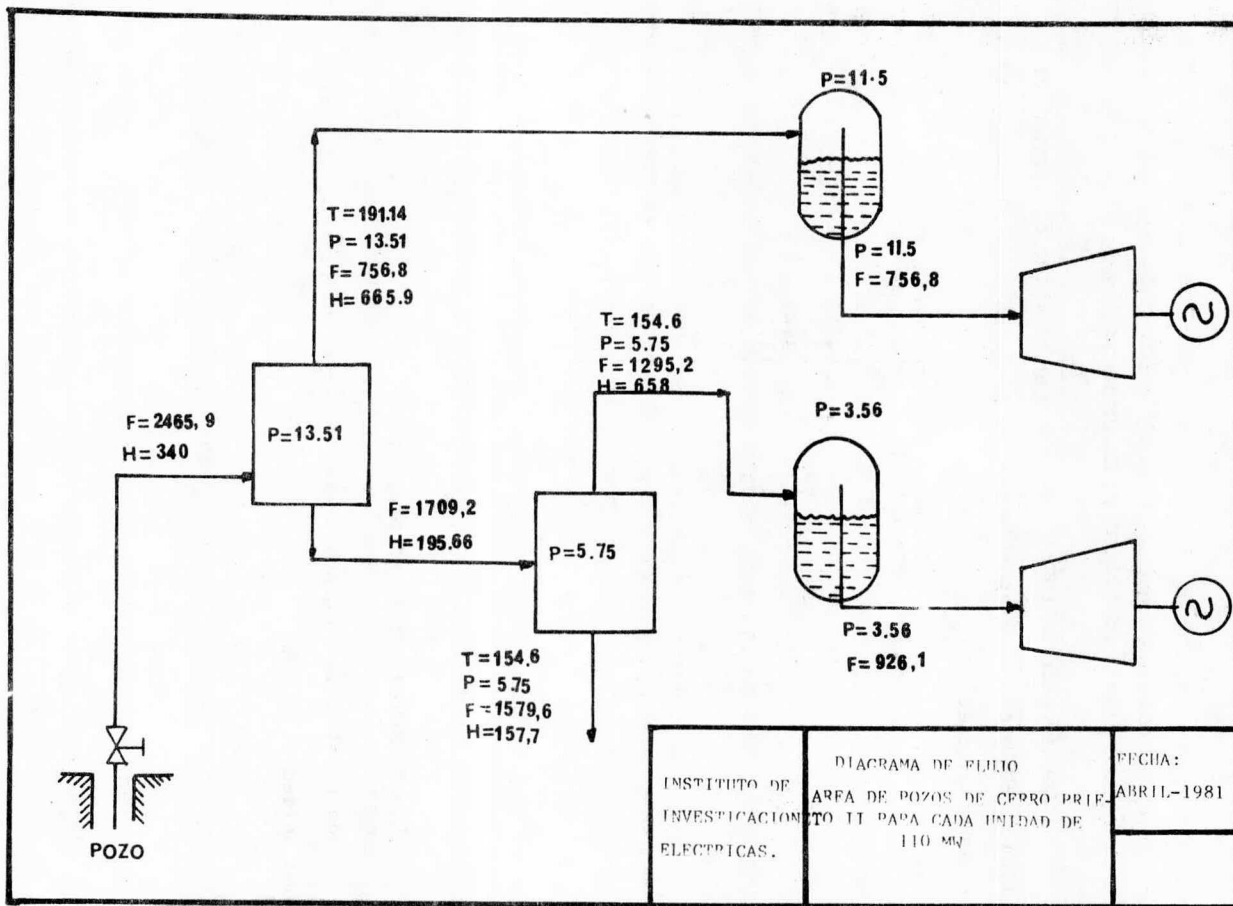 P=11·5
T=191.14
P=13.51
F=756,8
H=665.9
P=11.5
F=756,8
T=154.6
P=5.75
F=1295,2
H=658
F=2465,9
H=340
P=13.51
P=3.56
F=1709,2
H=195.66
P=5.75
P=3.56
F=926,1
T=154.6
P=5.75
F=1579,6
H=157,7
POZO
INSTITUTO DE
INVESTIGACION
ELECTRICAS.
DIAGRAMA DE FLUJO
AREA DE POZOS DE CERRO PRIE-
TO II PARA CADA UNIDAD DE
110 MW
FECHA:
ABRIL-1981